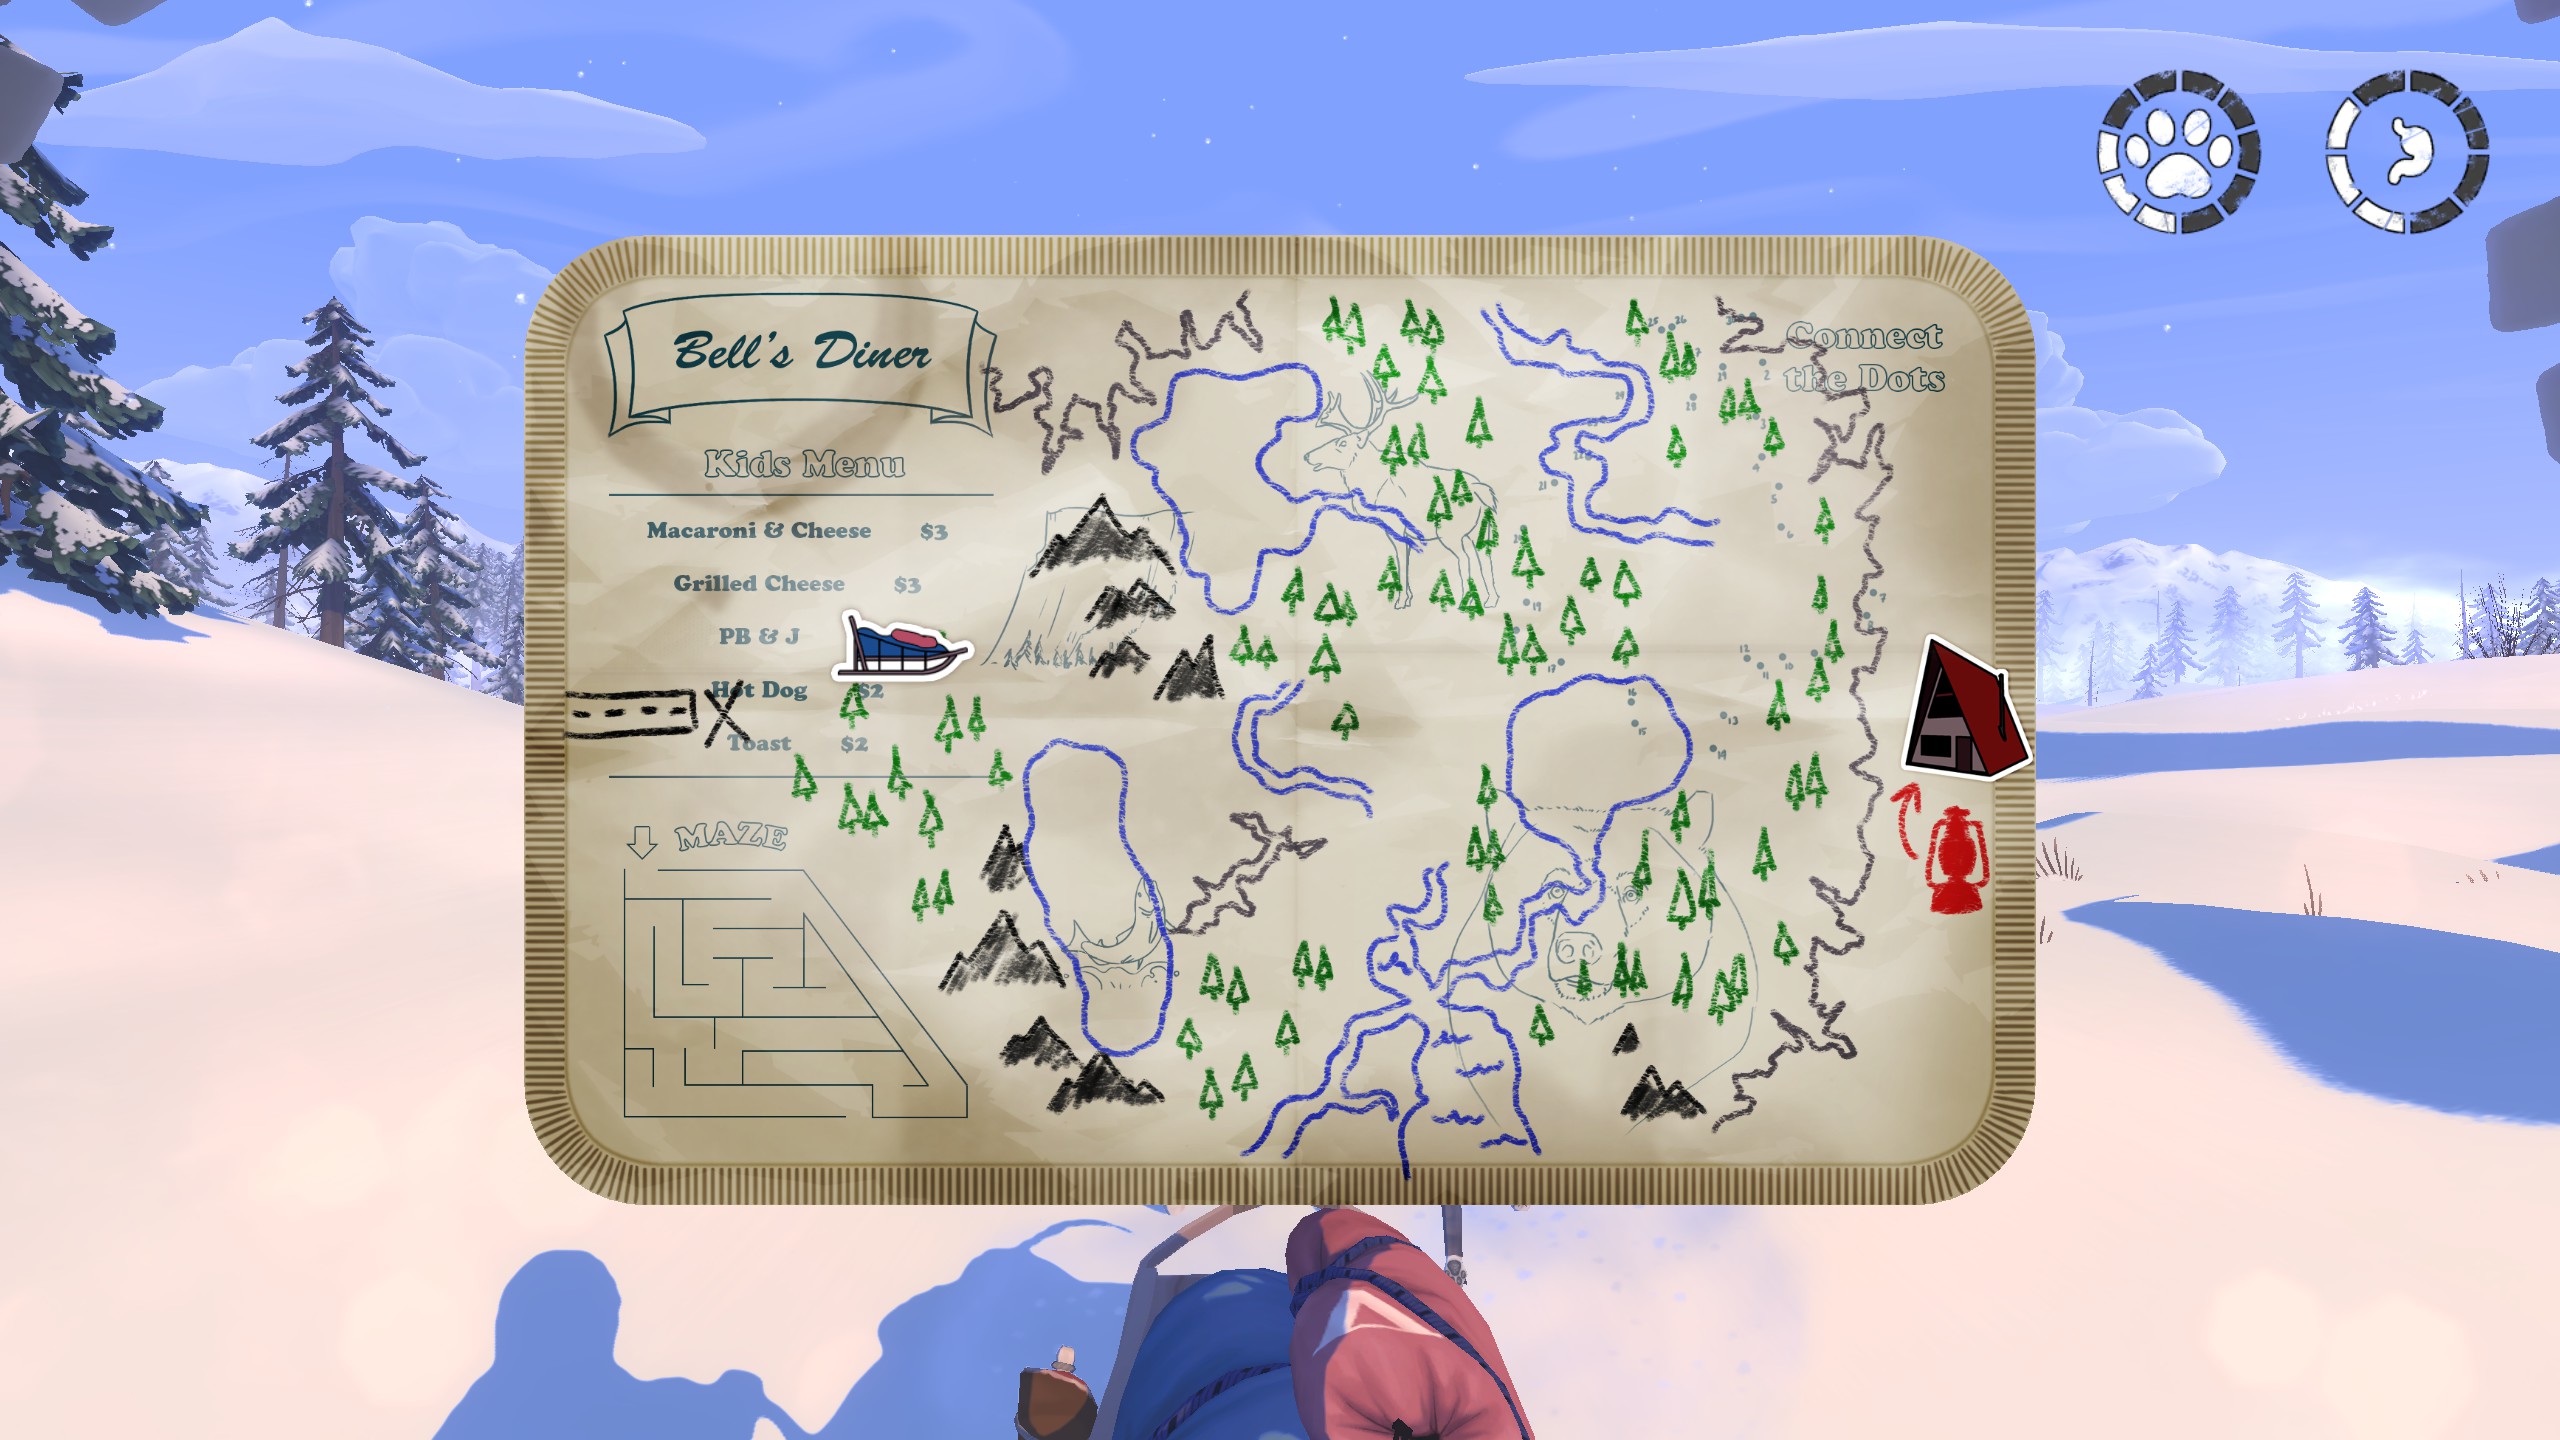 Bell's Diner
Kids Menu
Macaroni & Cheese $3
Grilled Cheese $3
PB & J
Hot Dog $2
Toast $2
MAZE
Connect
the Dots